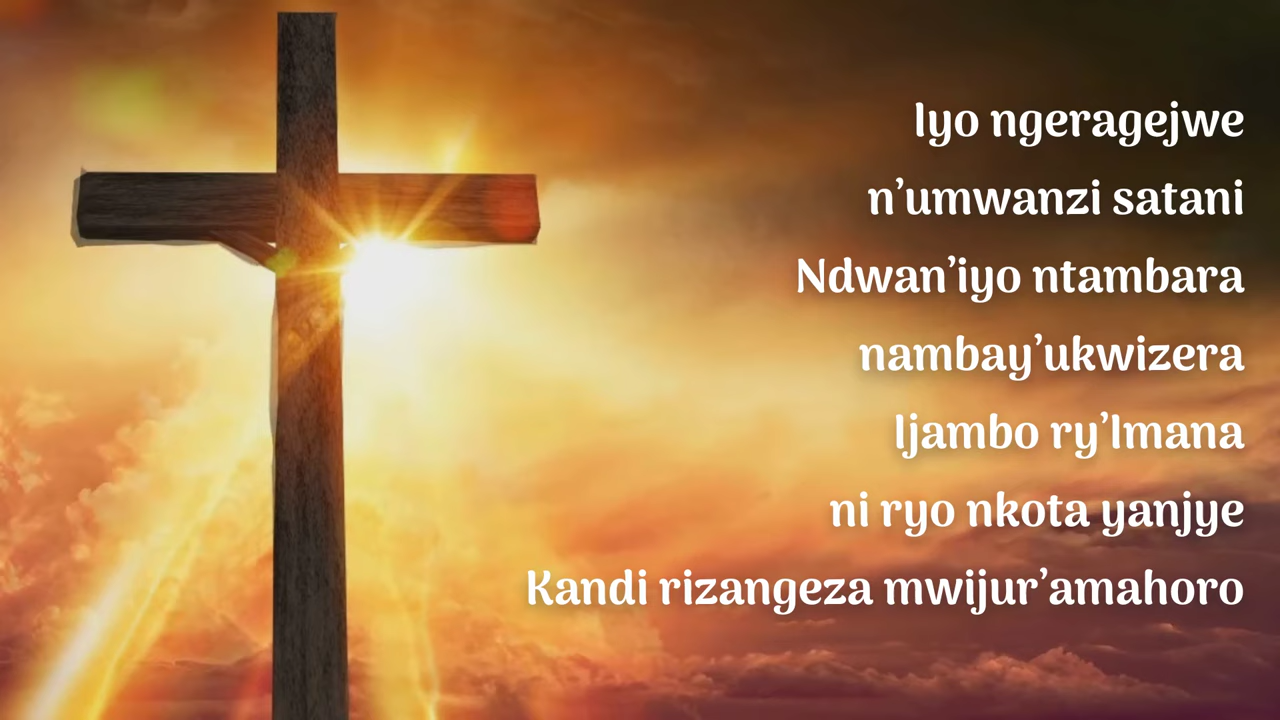 Iyo ngeragejwe
n’umwanzi satani
Ndwan’iyo ntambara
nambay’ukwizera
Ijambo ry’Imana
ni ryo nkota yanjye
Kandi rizangeza mwijur’amahoro